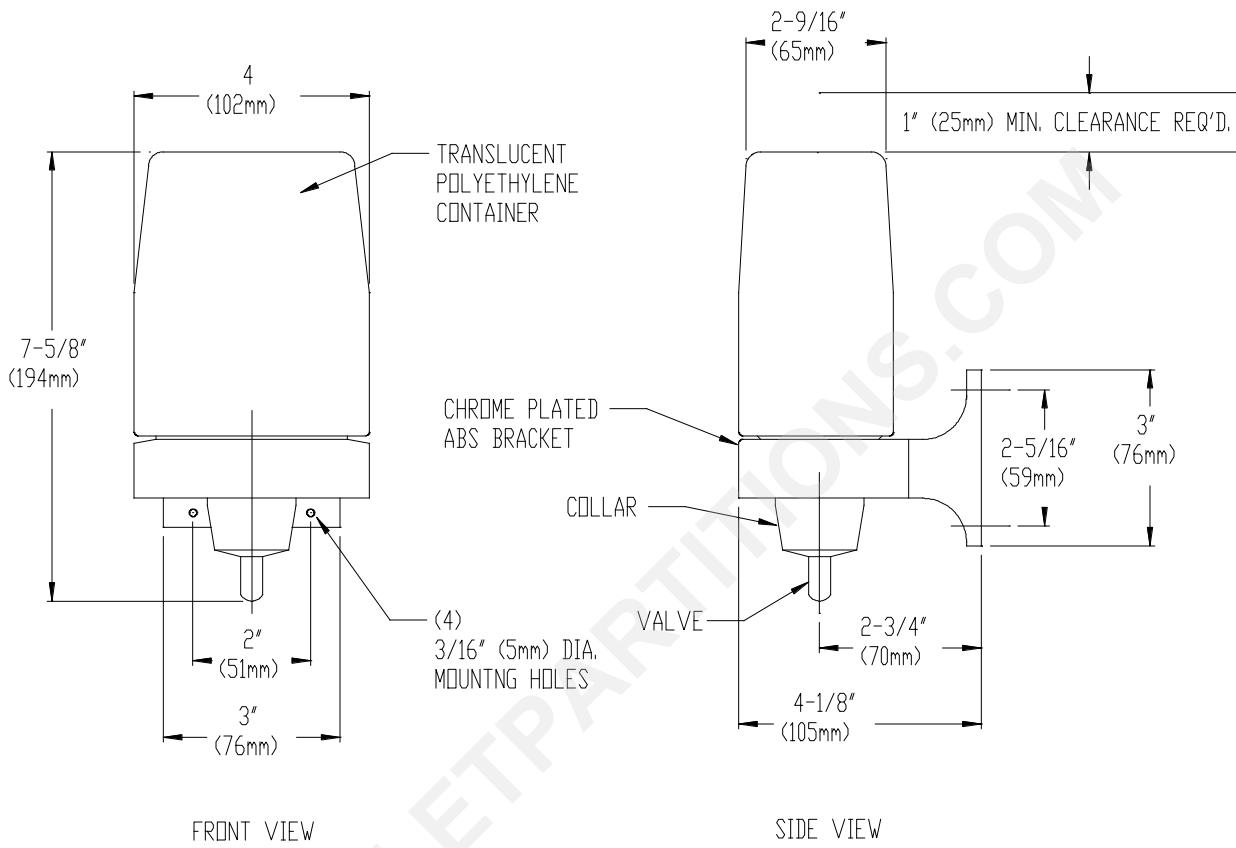 2-9/16"
(65mm)
4
(102mm)
1" (25mm) MIN. CLEARANCE REQ'D.
TRANSLUCENT
POLYETHYLENE
CONTAINER
7-5/8"
(194mm)
CHROME PLATED
ABS BRACKET
2-5/16"
(59mm)
3"
(76mm)
COLLAR
(4)
3/16" (5mm) DIA.
MOUNTNG HOLES
VALVE
2"
(51mm)
2-3/4"
(70mm)
3"
(76mm)
4-1/8"
(105mm)
FRONT VIEW
SIDE VIEW
ETPARTITIONS.COM